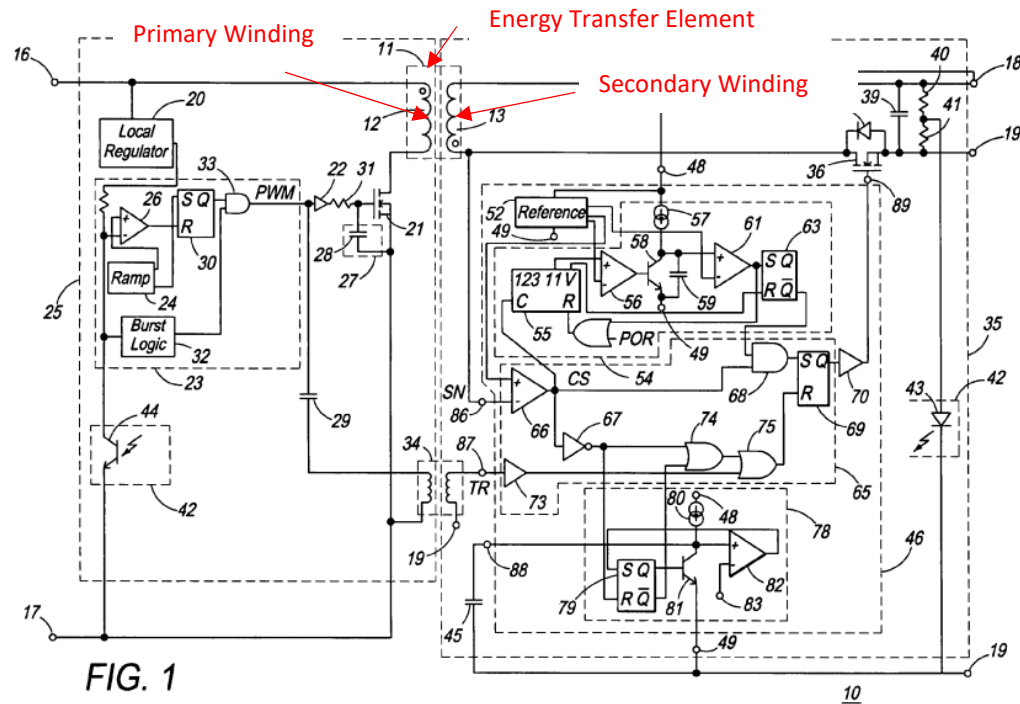 Energy Transfer Element
Primary Winding
Secondary Winding
16
11
12
13
18
40
39
41
19
20
Local
Regulator
33
PWM
22
31
36
89
26
S Q
R
30
21
28
27
48
52
Reference
49
57
61
63
58
S Q
R Q̅
Ramp
24
25
123 11V
C R
56
59
55
POR
49
54
35
Burst
Logic
32
23
CS
68
S Q
R
70
69
43
42
SN
86
66
67
74
75
29
44
34
87
TR
73
65
42
19
80
48
78
46
88
S Q
R Q̅
79
81
82
83
45
17
49
19
FIG. 1
10